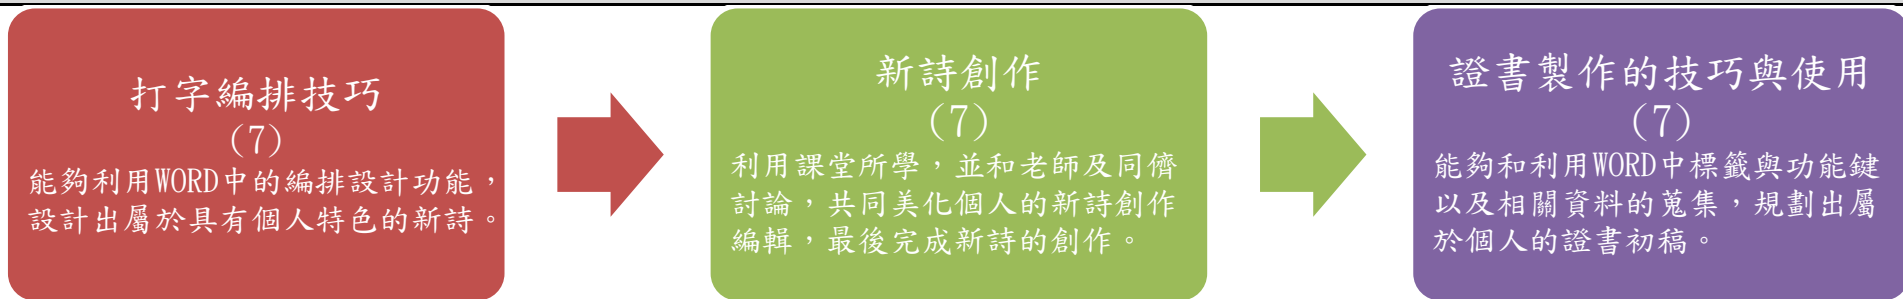 打字編排技巧
(7)
能夠利用WORD中的編排設計功能，
設計出屬於具有個人特色的新詩。
新詩創作
(7)
利用課堂所學，並和老師及同儕
討論，共同美化個人的新詩創作
編輯，最後完成新詩的創作。
證書製作的技巧與使用
(7)
能夠和利用WORD中標籤與功能鍵
以及相關資料的蒐集，規劃出屬
於個人的證書初稿。